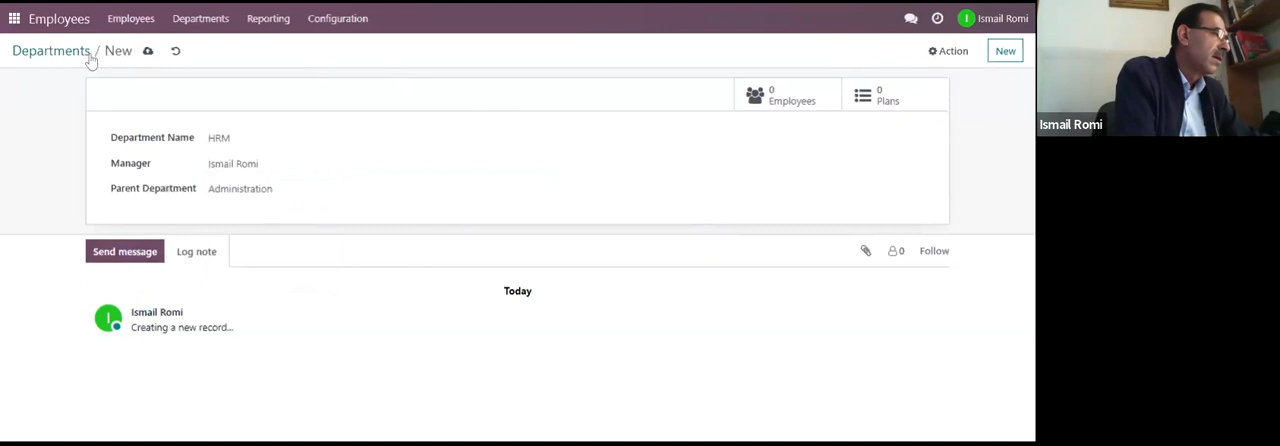 Employees Employees Departments Reporting Configuration I Ismail Romi
Departments / New Action New
0 Employees 0 Plans
Department Name HRM
Manager Ismail Romi
Parent Department Administration
Send message Log note 0 Follow
Today
I Ismail Romi
Creating a new record...
Ismail Romi